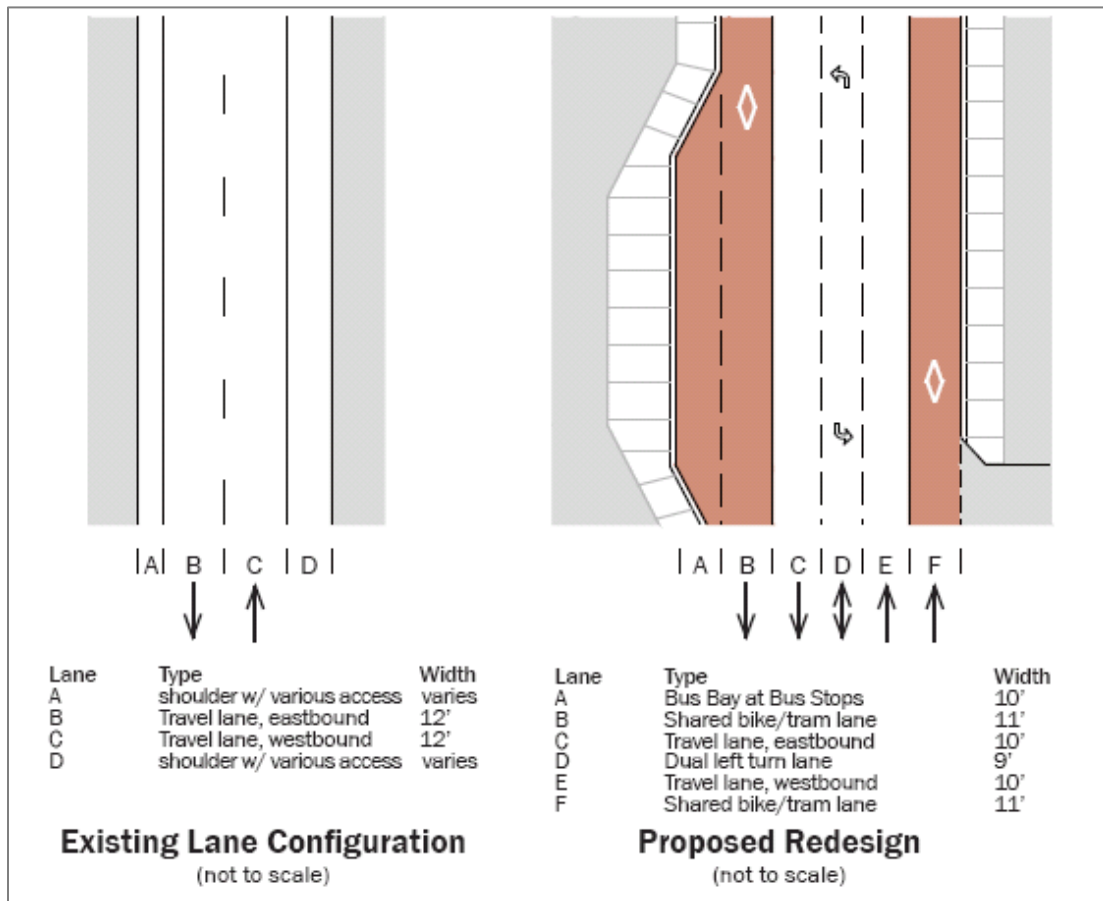 A B C D
Lane Type Width
A shoulder w/ various access varies
B Travel lane, eastbound 12'
C Travel lane, westbound 12'
D shoulder w/ various access varies
Existing Lane Configuration
(not to scale)
A B C D E F
Lane Type Width
A Bus Bay at Bus Stops 10'
B Shared bike/tram lane 11'
C Travel lane, eastbound 10'
D Dual left turn lane 9'
E Travel lane, westbound 10'
F Shared bike/tram lane 11'
Proposed Redesign
(not to scale)